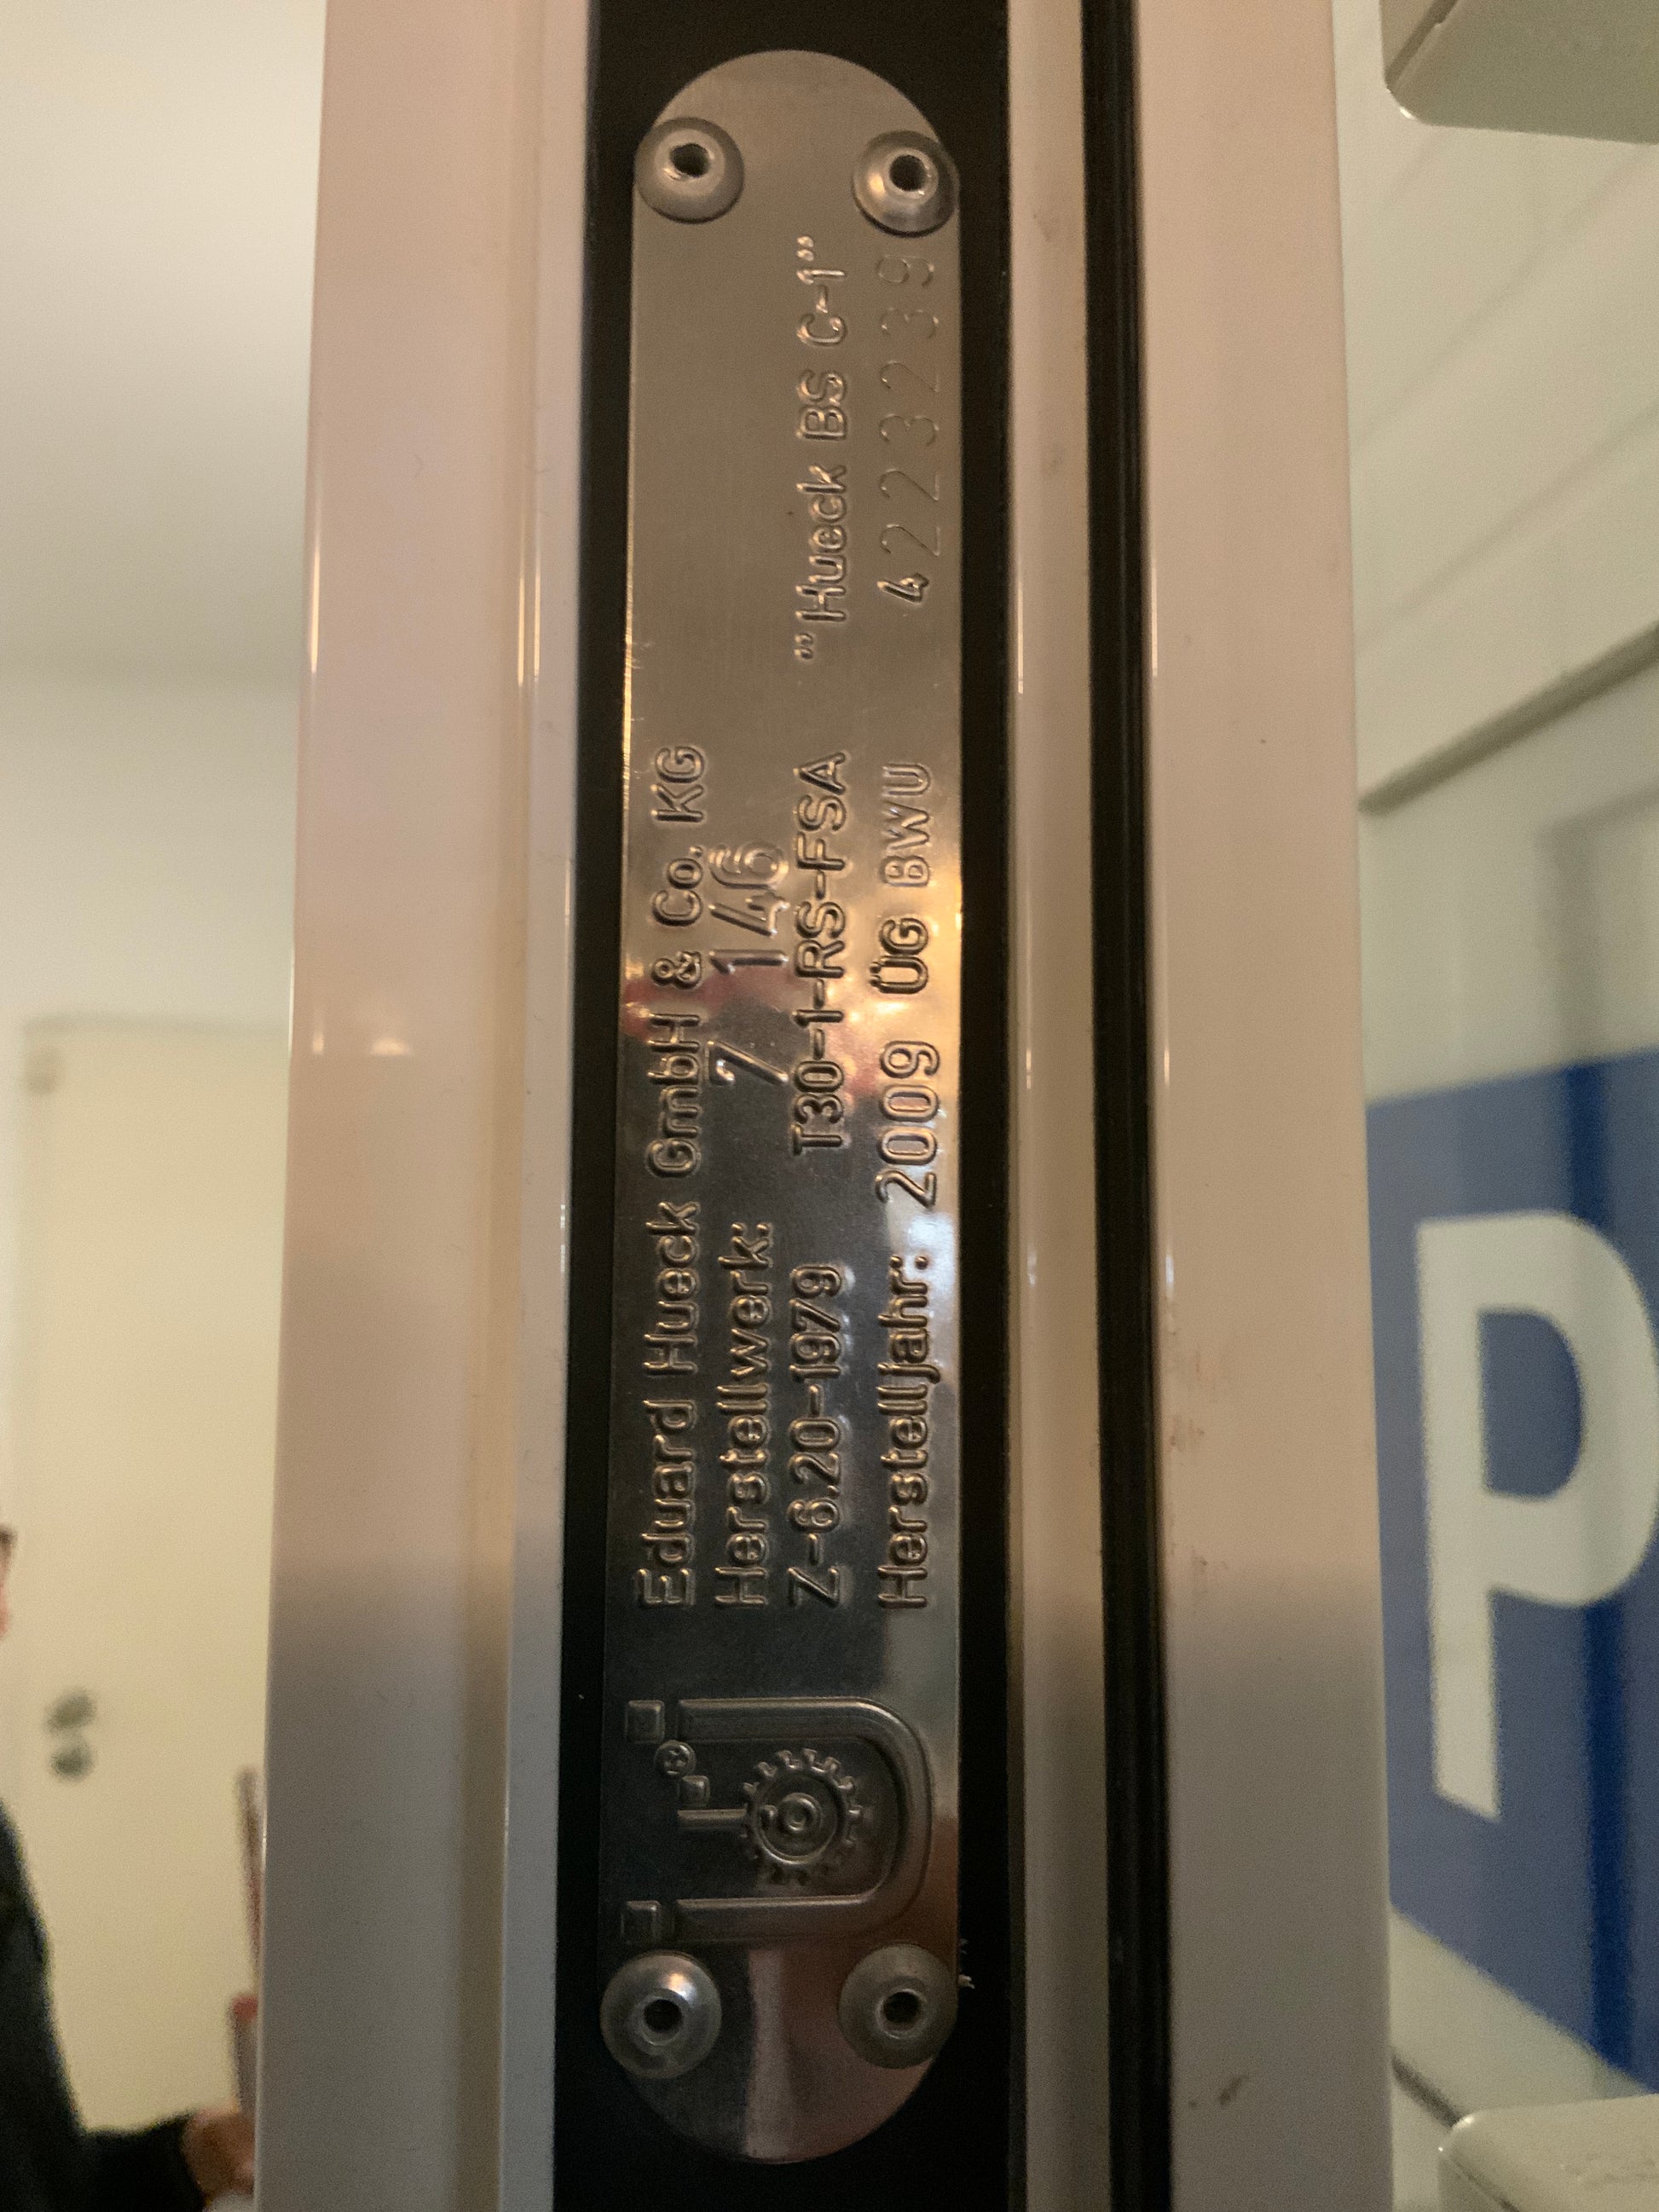 Eduard Hueck GmbH & Co. KG
Herstellwerk: 7 146
Z-6.20-1979 T30-1-RS-FSA "Hueck BS C-1"
Herstelljahr: 2009 ÜG BWU 4223239
Ü
P